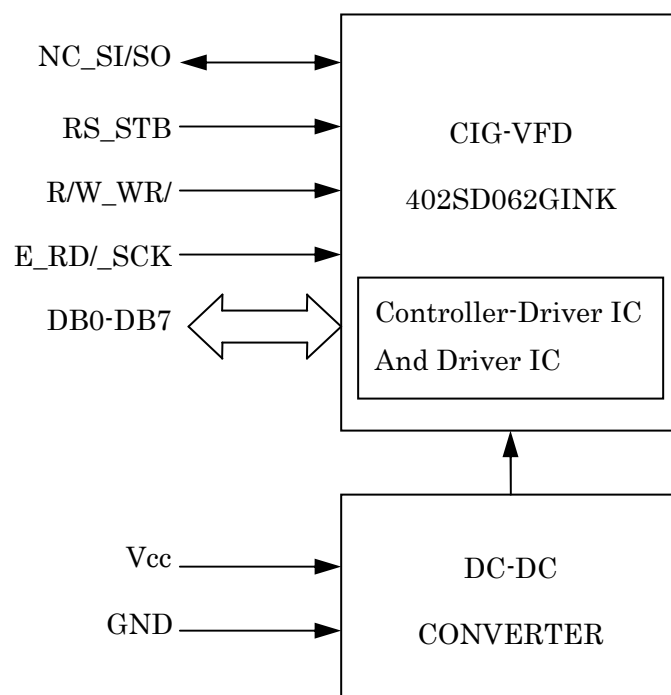 NC_SI/SO
RS_STB
R/W_WR/
E_RD/_SCK
DB0-DB7
CIG-VFD
402SD062GINK
Controller-Driver IC
And Driver IC
Vcc
GND
DC-DC
CONVERTER